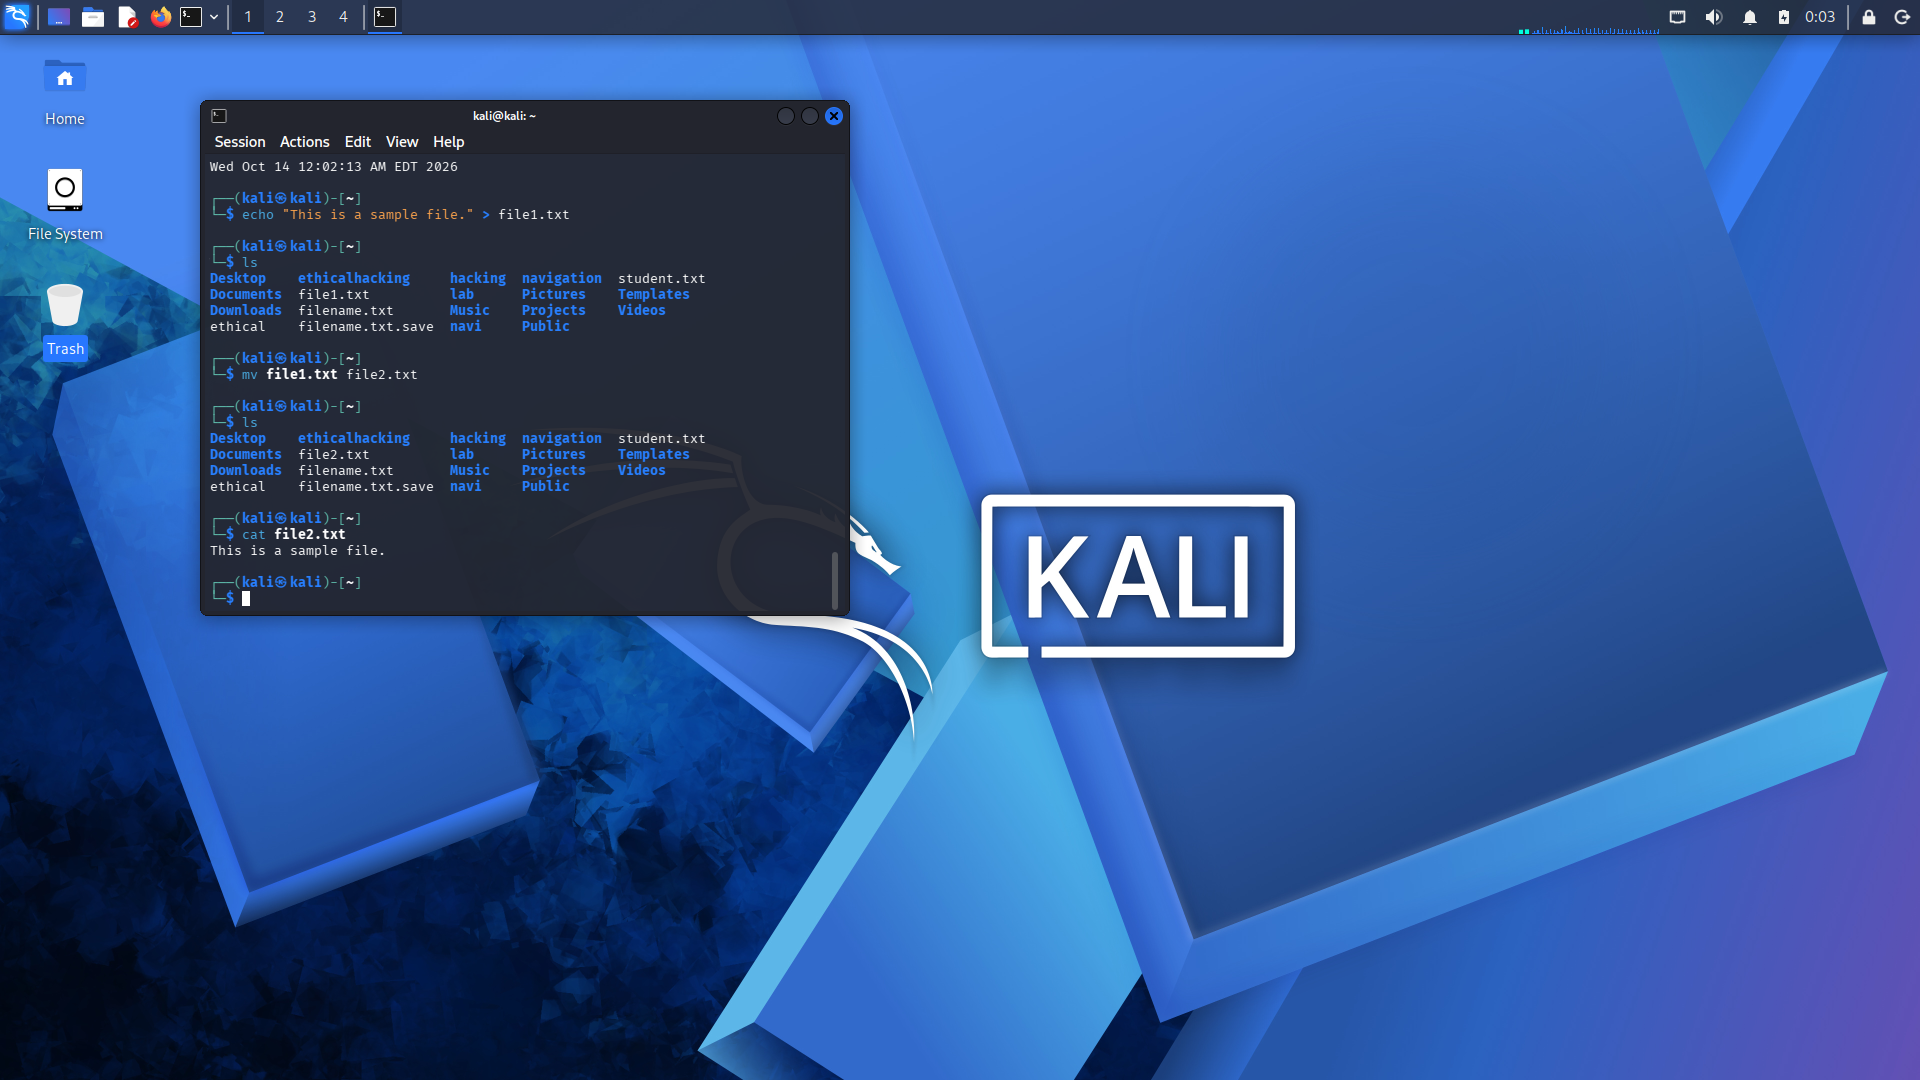 1 2 3 4 0:03
Home
File System
Trash
kali@kali: ~
Session Actions Edit View Help
Wed Oct 14 12:02:13 AM EDT 2026
┌──(kali㉿kali)-[~]
└─$ echo "This is a sample file." > file1.txt
┌──(kali㉿kali)-[~]
└─$ ls
Desktop ethicalhacking hacking navigation student.txt
Documents file1.txt lab Pictures Templates
Downloads filename.txt Music Projects Videos
ethical filename.txt.save navi Public
┌──(kali㉿kali)-[~]
└─$ mv file1.txt file2.txt
┌──(kali㉿kali)-[~]
└─$ ls
Desktop ethicalhacking hacking navigation student.txt
Documents file2.txt lab Pictures Templates
Downloads filename.txt Music Projects Videos
ethical filename.txt.save navi Public
┌──(kali㉿kali)-[~]
└─$ cat file2.txt
This is a sample file.
┌──(kali㉿kali)-[~]
└─$
KALI